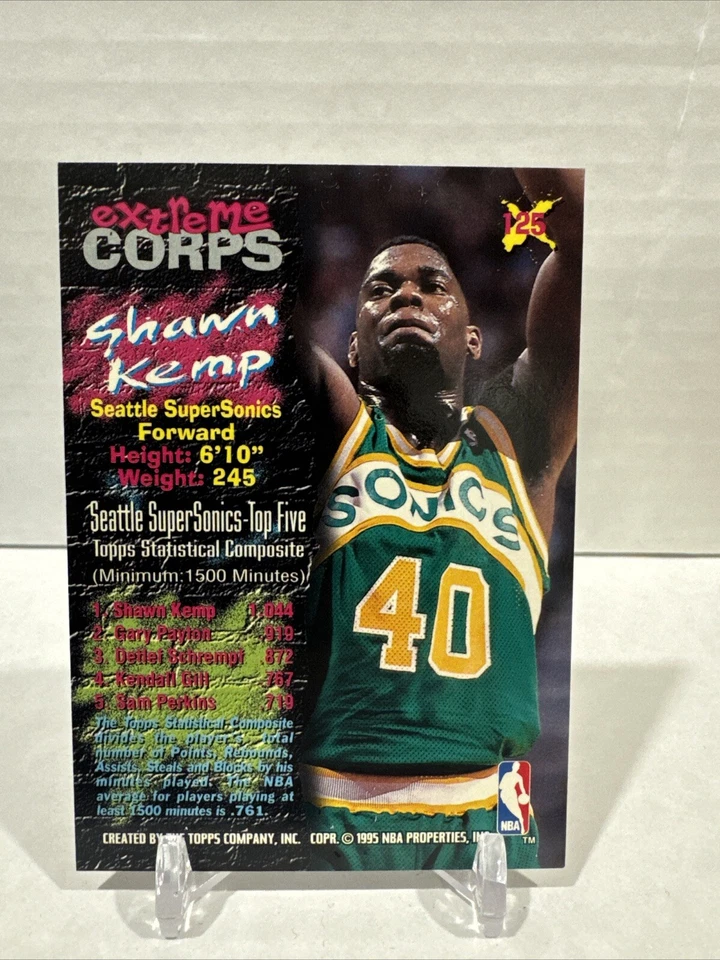 extreme
CORPS
125
Shawn
Kemp
Seattle SuperSonics
Forward
Height: 6'10"
Weight: 245
SONICS
40
Seattle SuperSonics-Top Five
Topps Statistical Composite
(Minimum:1500 Minutes)
1. Shawn Kemp 1.044
2. Gary Payton .919
3. Detlef Schrempf .872
4. Kendall Gill .767
5. Sam Perkins .719
The Topps Statistical Composite
divides the player's total
number of Points, Rebounds,
Assists, Steals and Blocks by his
minutes played. The NBA
average for players playing at
least 1500 minutes is .761.
NBA
TM
CREATED BY THE TOPPS COMPANY, INC. COPR. © 1995 NBA PROPERTIES, INC.